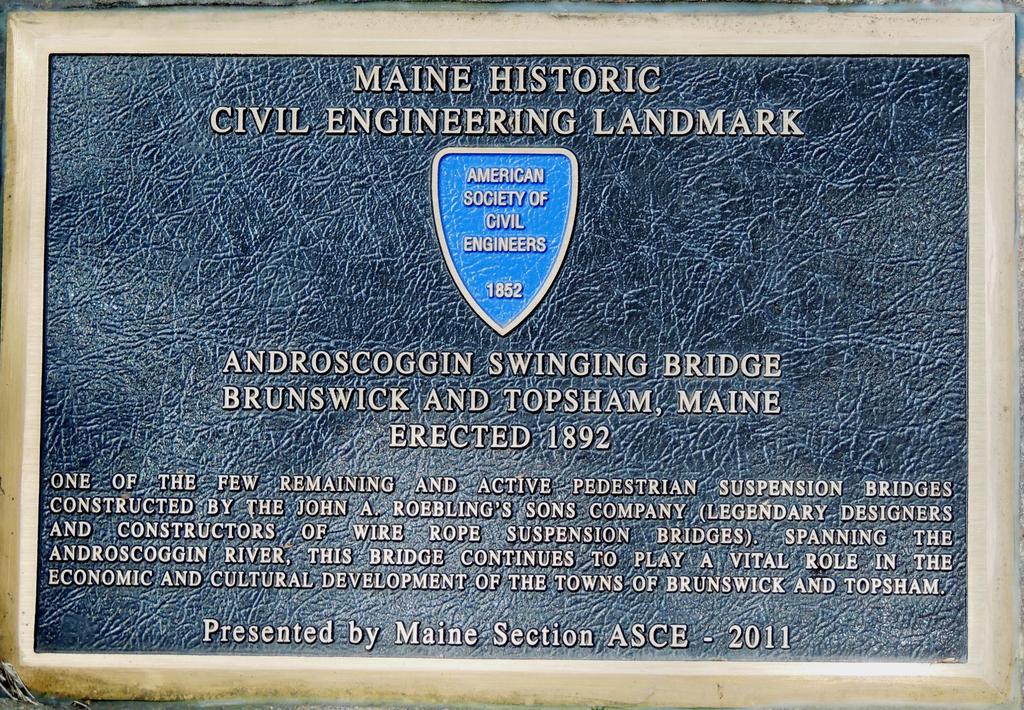 MAINE HISTORIC
CIVIL ENGINEERING LANDMARK
AMERICAN
SOCIETY OF
CIVIL
ENGINEERS
1852
ANDROSCOGGIN SWINGING BRIDGE
BRUNSWICK AND TOPSHAM, MAINE
ERECTED 1892
ONE OF THE FEW REMAINING AND ACTIVE PEDESTRIAN SUSPENSION BRIDGES
CONSTRUCTED BY THE JOHN A. ROEBLING'S SONS COMPANY (LEGENDARY DESIGNERS
AND CONSTRUCTORS OF WIRE ROPE SUSPENSION BRIDGES). SPANNING THE
ANDROSCOGGIN RIVER, THIS BRIDGE CONTINUES TO PLAY A VITAL ROLE IN THE
ECONOMIC AND CULTURAL DEVELOPMENT OF THE TOWNS OF BRUNSWICK AND TOPSHAM.
Presented by Maine Section ASCE - 2011